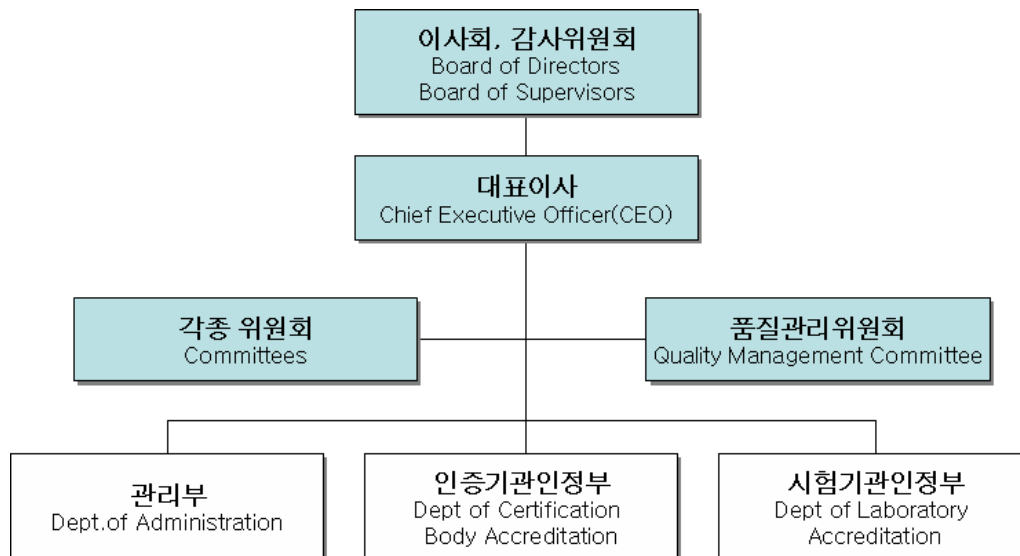 이사회, 감사위원회
Board of Directors
Board of Supervisors
대표이사
Chief Executive Officer(CEO)
각종 위원회
Committees
품질관리위원회
Quality Management Committee
관리부
Dept.of Administration
인증기관인정부
Dept of Certification
Body Accreditation
시험기관인정부
Dept of Laboratory
Accreditation